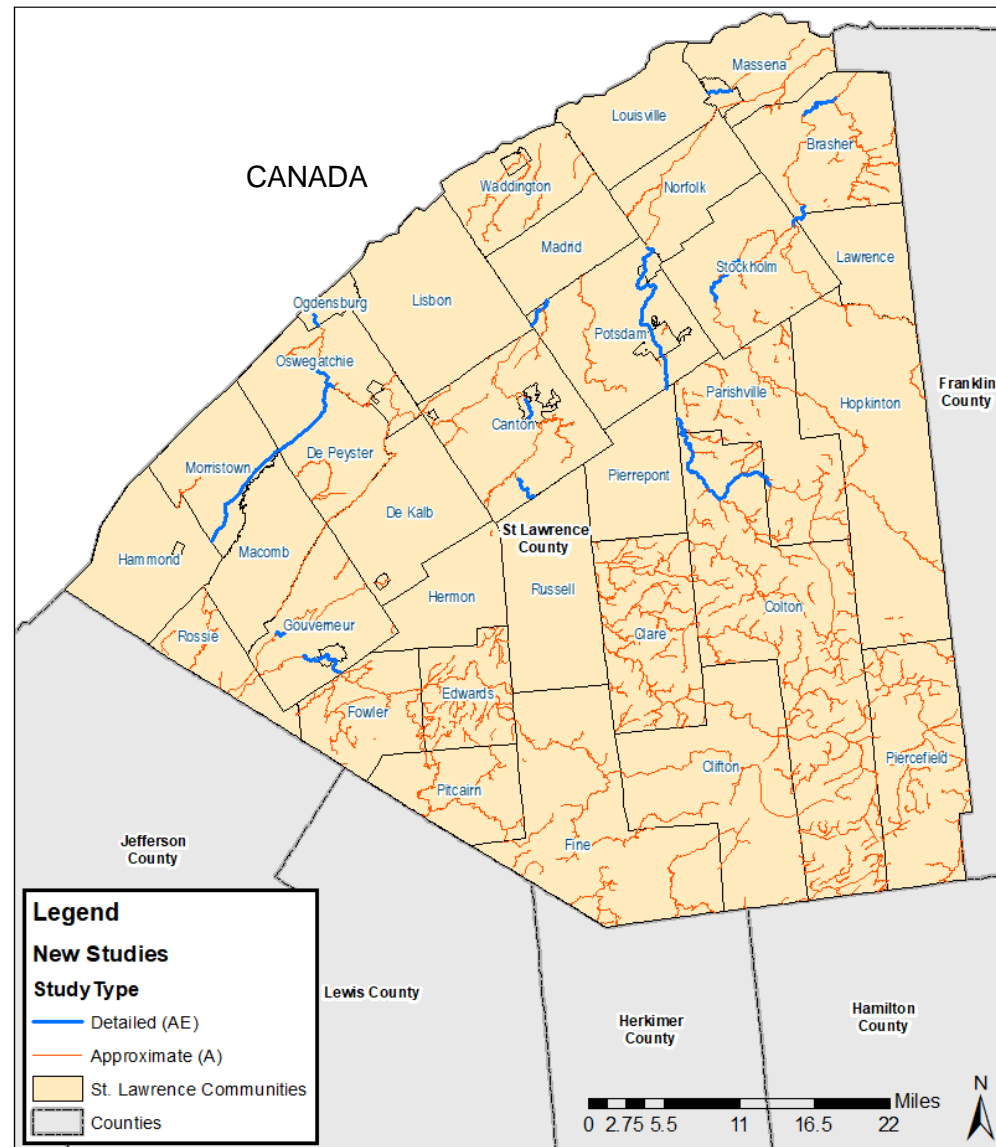 Massena
Louisville
Brasher
CANADA
Waddington
Norfolk
Madrid
Lawrence
Stockholm
Ogdensburg
Lisbon
Potsdam
Oswegatchie
Franklin
County
Parishville
Hopkinton
Canton
De Peyster
Morristown
Pierrepont
De Kalb
St Lawrence
County
Hammond
Macomb
Russell
Hermon
Colton
Rossie
Gouverneur
Clare
Edwards
Fowler
Piercefield
Clifton
Pitcairn
Fine
Jefferson
County
Legend
New Studies
Study Type
Detailed (AE)
Approximate (A)
St. Lawrence Communities
Counties
Lewis County
Herkimer
County
Hamilton
County
N
Miles
0 2.75 5.5 11 16.5 22